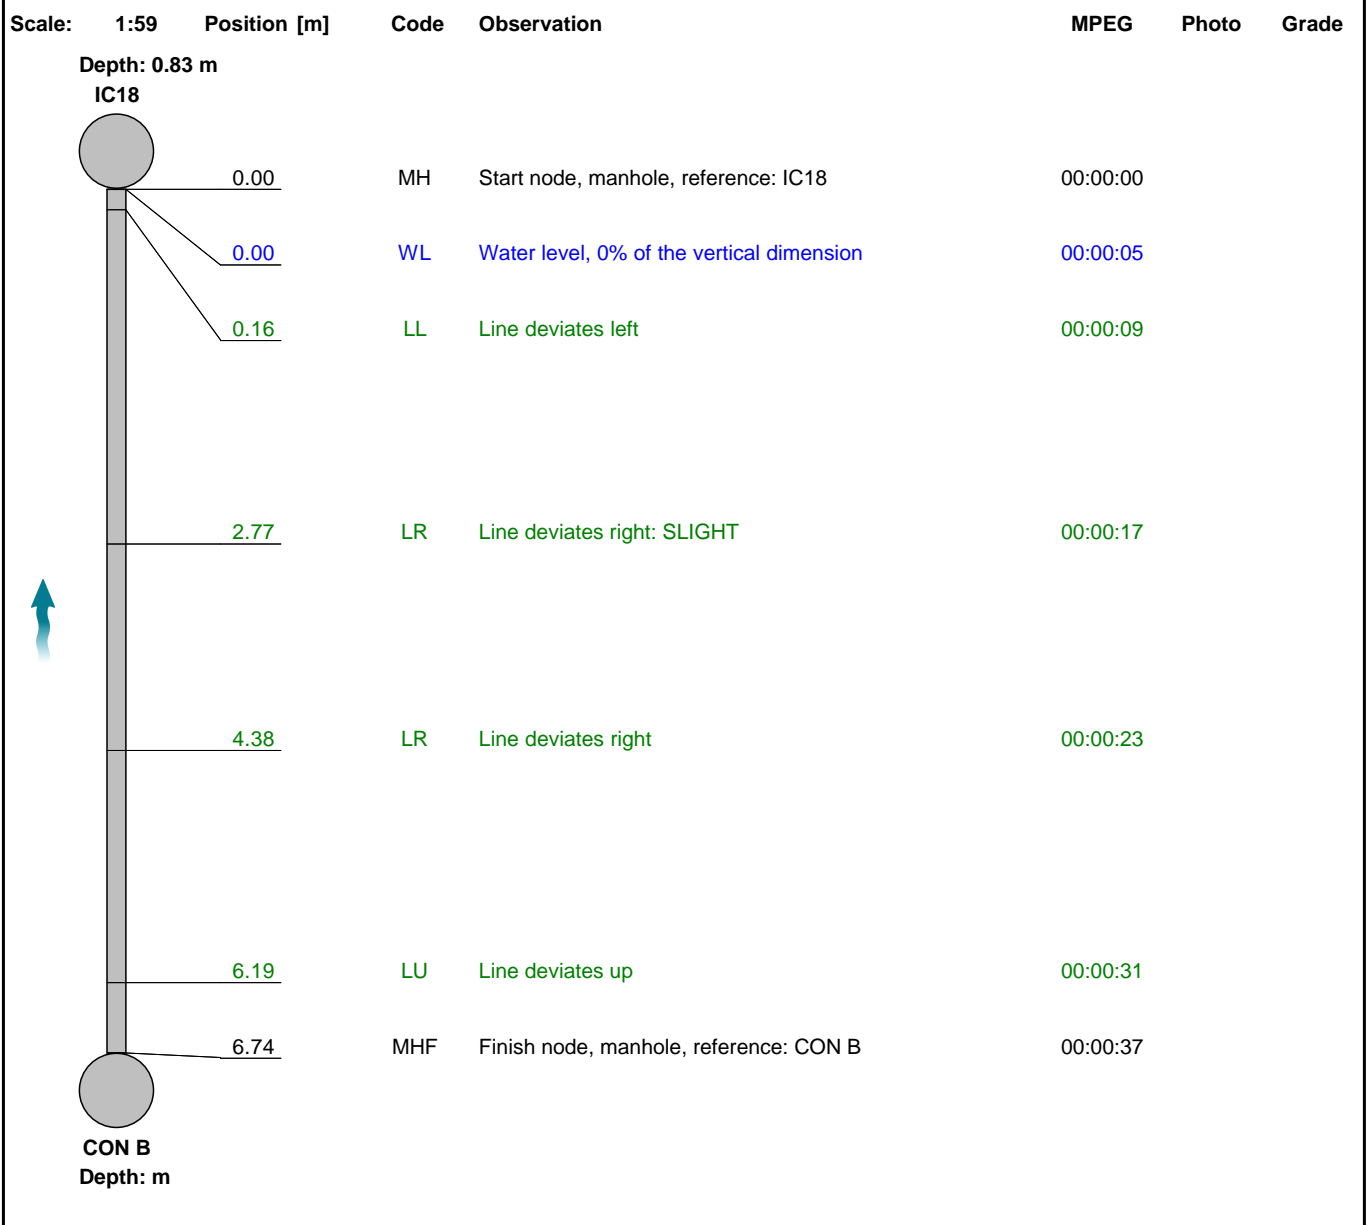 Scale: 1:59 Position [m] Code Observation MPEG Photo Grade
Depth: 0.83 m
IC18
0.00 MH Start node, manhole, reference: IC18 00:00:00
0.00 WL Water level, 0% of the vertical dimension 00:00:05
0.16 LL Line deviates left 00:00:09
2.77 LR Line deviates right: SLIGHT 00:00:17
4.38 LR Line deviates right 00:00:23
6.19 LU Line deviates up 00:00:31
6.74 MHF Finish node, manhole, reference: CON B 00:00:37
CON B
Depth: m